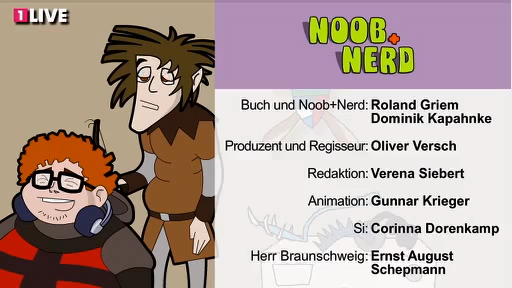 1LIVE
NOOB+
NERD
Buch und Noob+Nerd: Roland Griem
Dominik Kapahnke
Produzent und Regisseur: Oliver Versch
Redaktion: Verena Siebert
Animation: Gunnar Krieger
Si: Corinna Dorenkamp
Herr Braunschweig: Ernst August
Schepmann